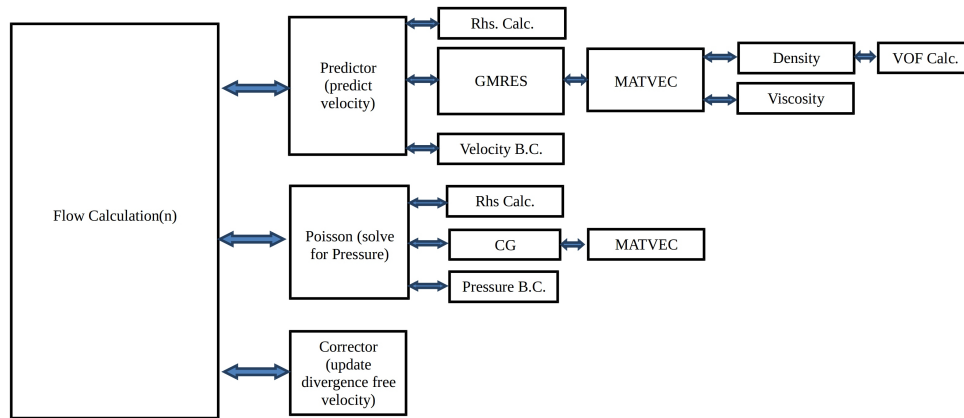 Flow Calculation(n)
Predictor
(predict
velocity)
Rhs. Calc.
GMRES
MATVEC
Density
VOF Calc.
Viscosity
Velocity B.C.
Poisson (solve
for Pressure)
Rhs Calc.
CG
MATVEC
Pressure B.C.
Corrector
(update
divergence free
velocity)